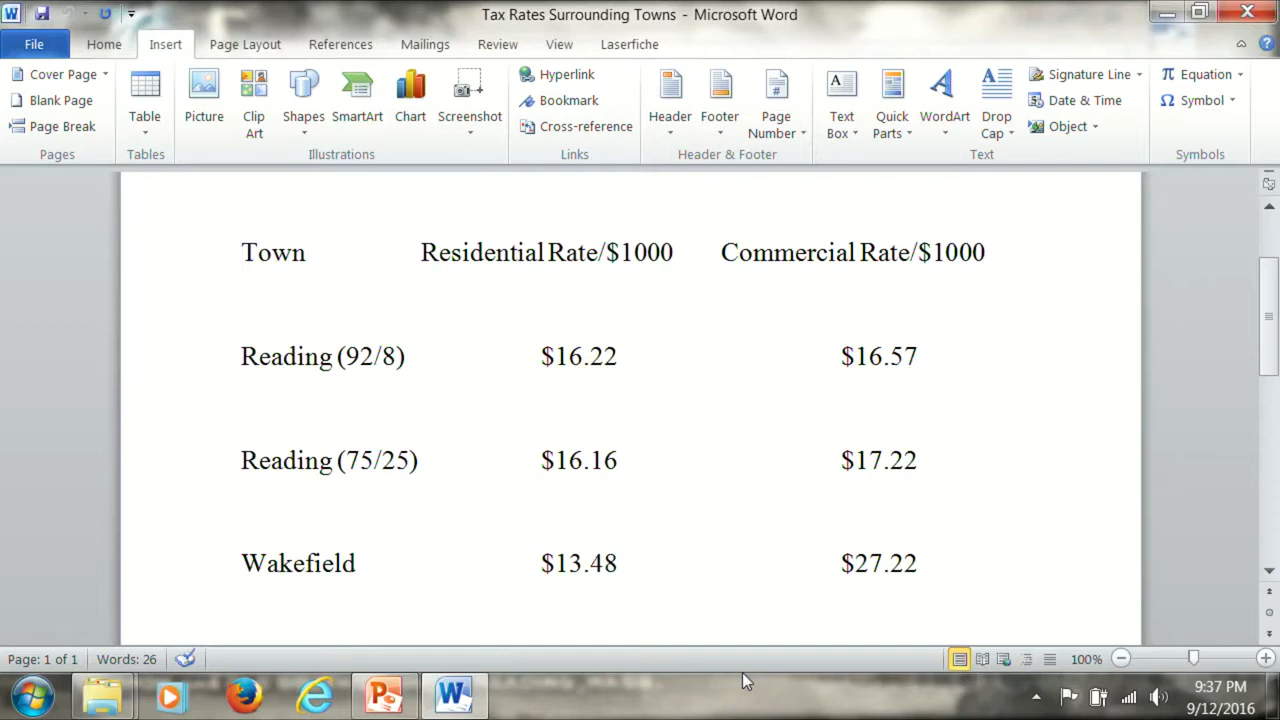 Tax Rates Surrounding Towns - Microsoft Word
File Home Insert Page Layout References Mailings Review View Laserfiche
Cover Page
Blank Page
Page Break
Pages
Table
Tables
Picture
Clip Art
Shapes
SmartArt
Chart
Screenshot
Illustrations
Hyperlink
Bookmark
Cross-reference
Links
Header
Footer
Page Number
Header & Footer
Text Box
Quick Parts
WordArt
Drop Cap
Signature Line
Date & Time
Object
Text
Equation
Symbol
Symbols
Town Residential Rate/$1000 Commercial Rate/$1000
Reading (92/8) $16.22 $16.57
Reading (75/25) $16.16 $17.22
Wakefield $13.48 $27.22
Page: 1 of 1 Words: 26 100%
9:37 PM
9/12/2016